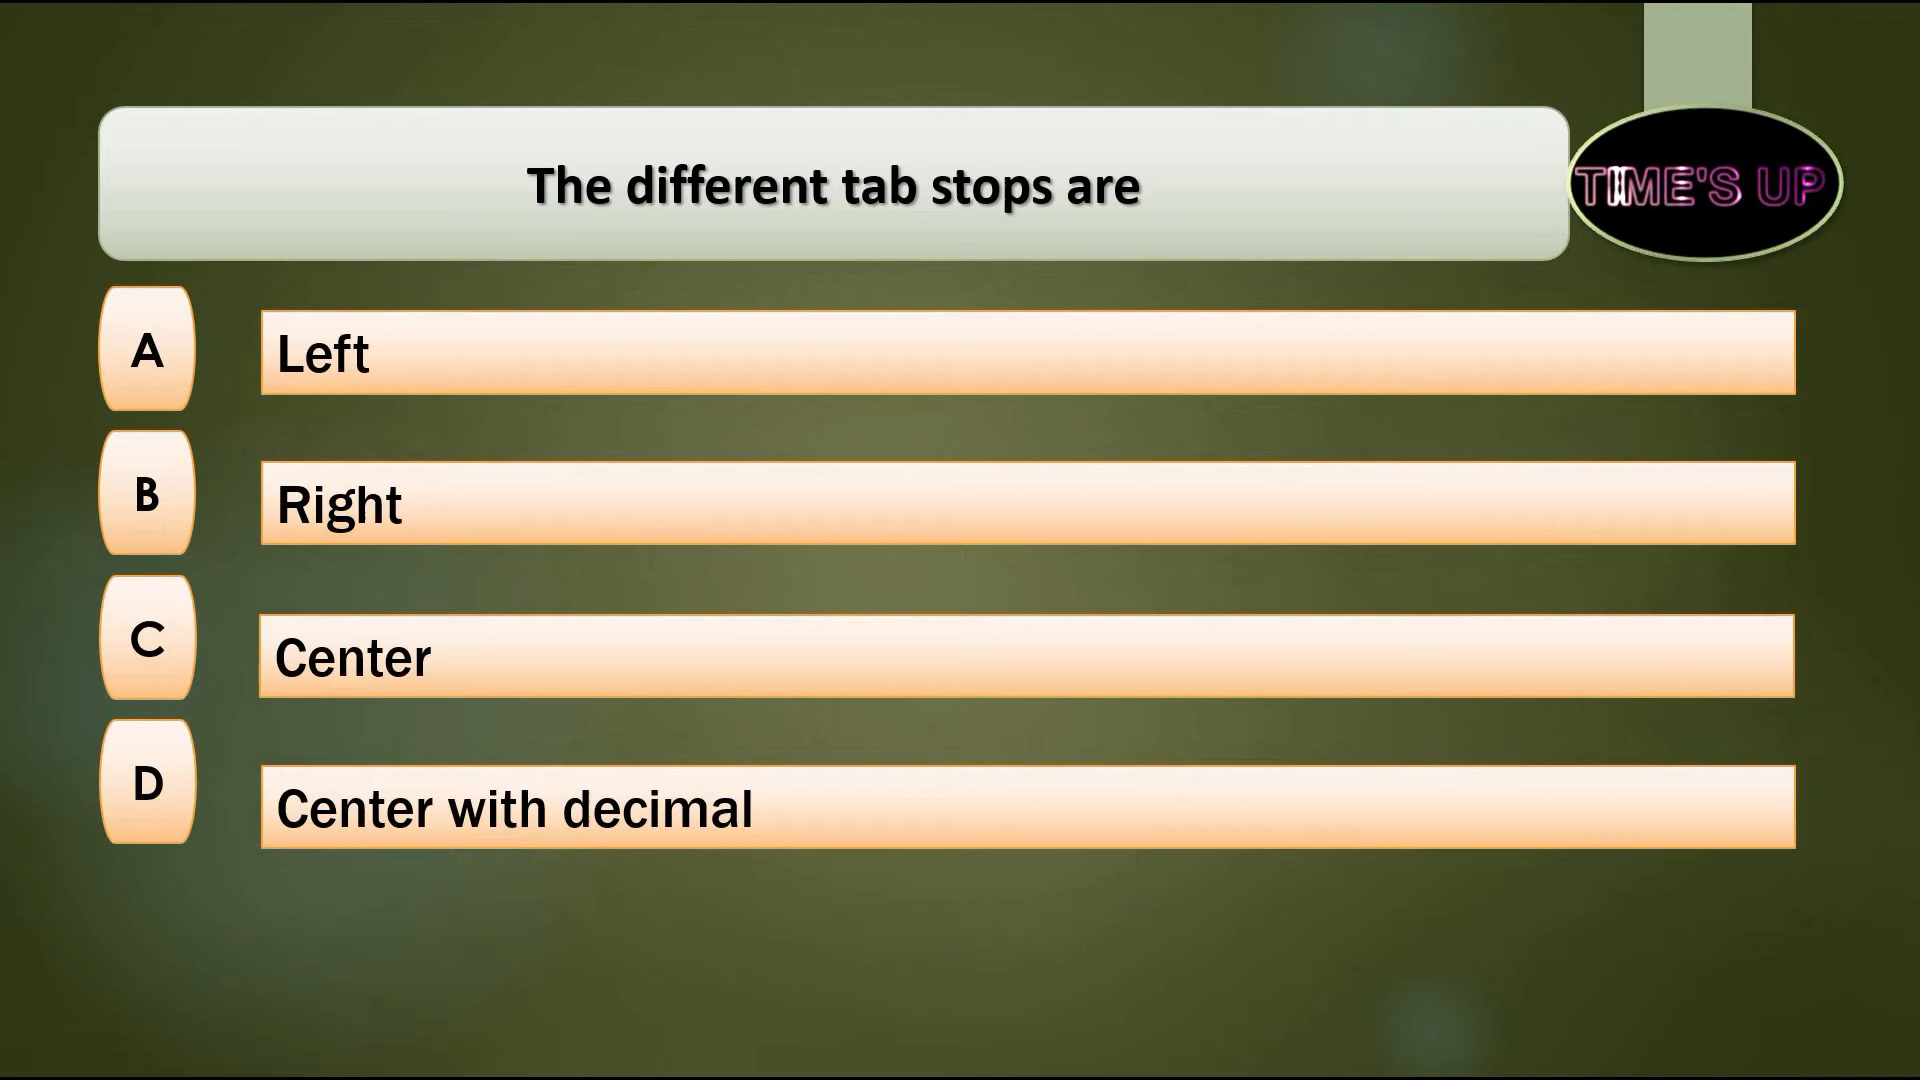 The different tab stops are
TIME'S UP
A
Left
B
Right
C
Center
D
Center with decimal